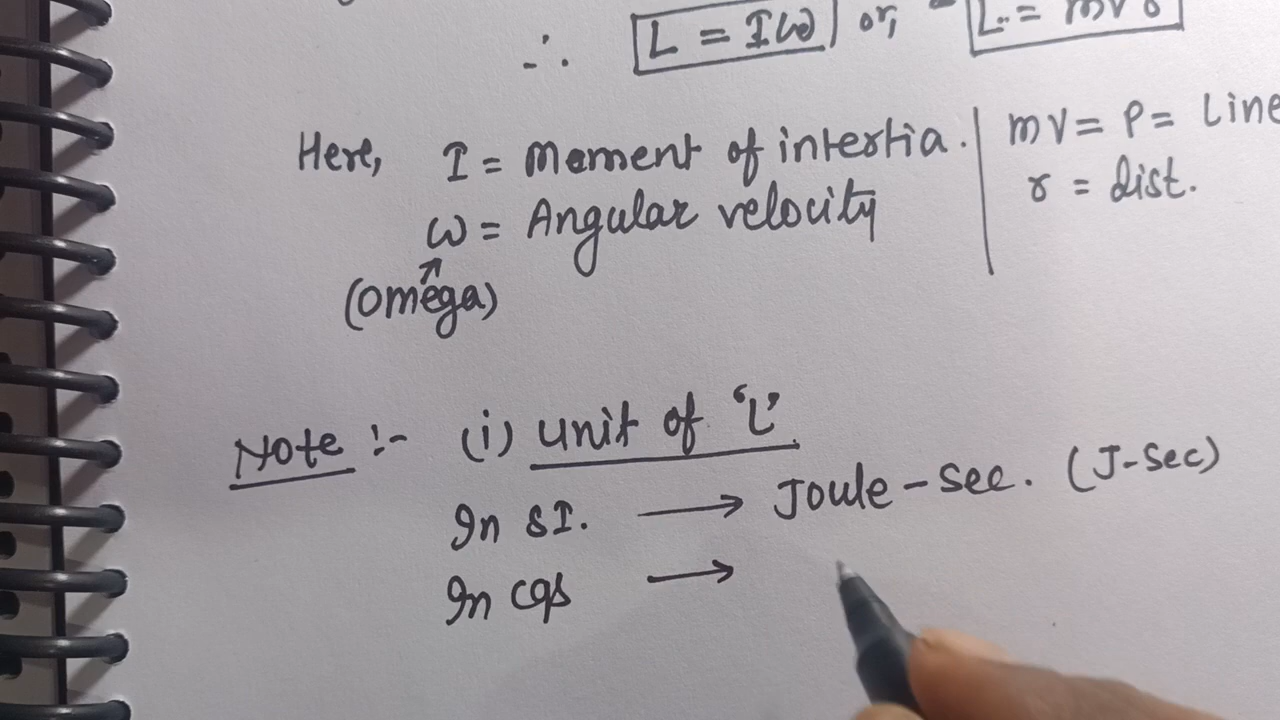 ∴ L = Iω or, L = mvr
Here, I = Moment of intertia. | mv = P = Line
ω = Angular velocity | r = dist.
(omega)
Note :- (i) unit of 'L'
In SI. → Joule-sec. (J-sec)
In cgs →